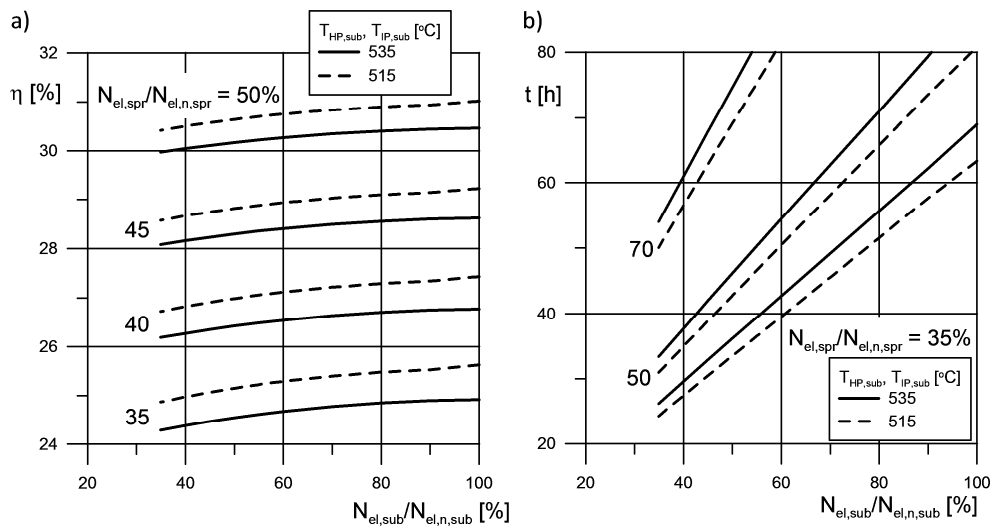 a)
T_HP,sub, T_IP,sub [°C]
535
515
η [%]
N_el,spr/N_el,n,spr = 50%
32
30
28
26
24
45
40
35
20 40 60 80 100
N_el,sub/N_el,n,sub [%]
b)
t [h]
80
60
40
20
70
50
N_el,spr/N_el,n,spr = 35%
T_HP,sub, T_IP,sub [°C]
535
515
20 40 60 80 100
N_el,sub/N_el,n,sub [%]